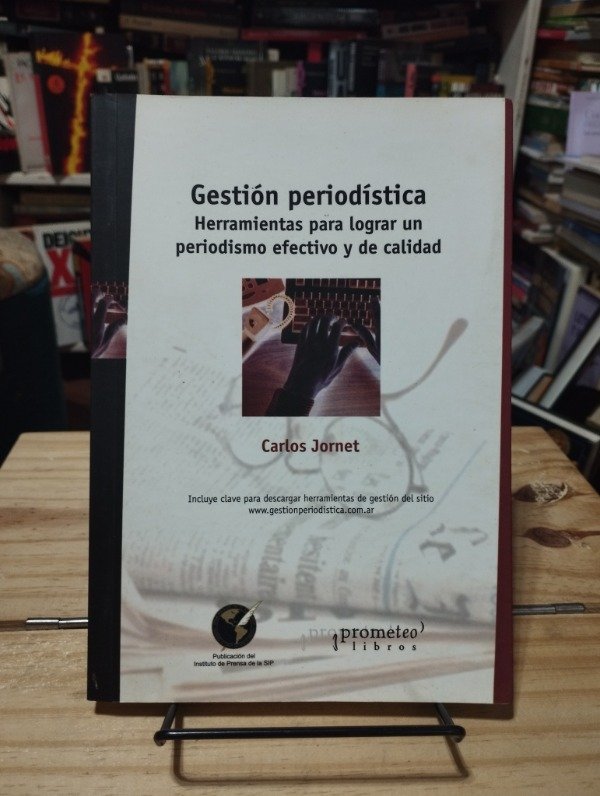 Gestión periodística
Herramientas para lograr un
periodismo efectivo y de calidad
Carlos Jornet
Incluye clave para descargar herramientas de gestión del sitio
www.gestionperiodistica.com.ar
Publicación del
Instituto de Prensa de la SIP
prometeo
libros